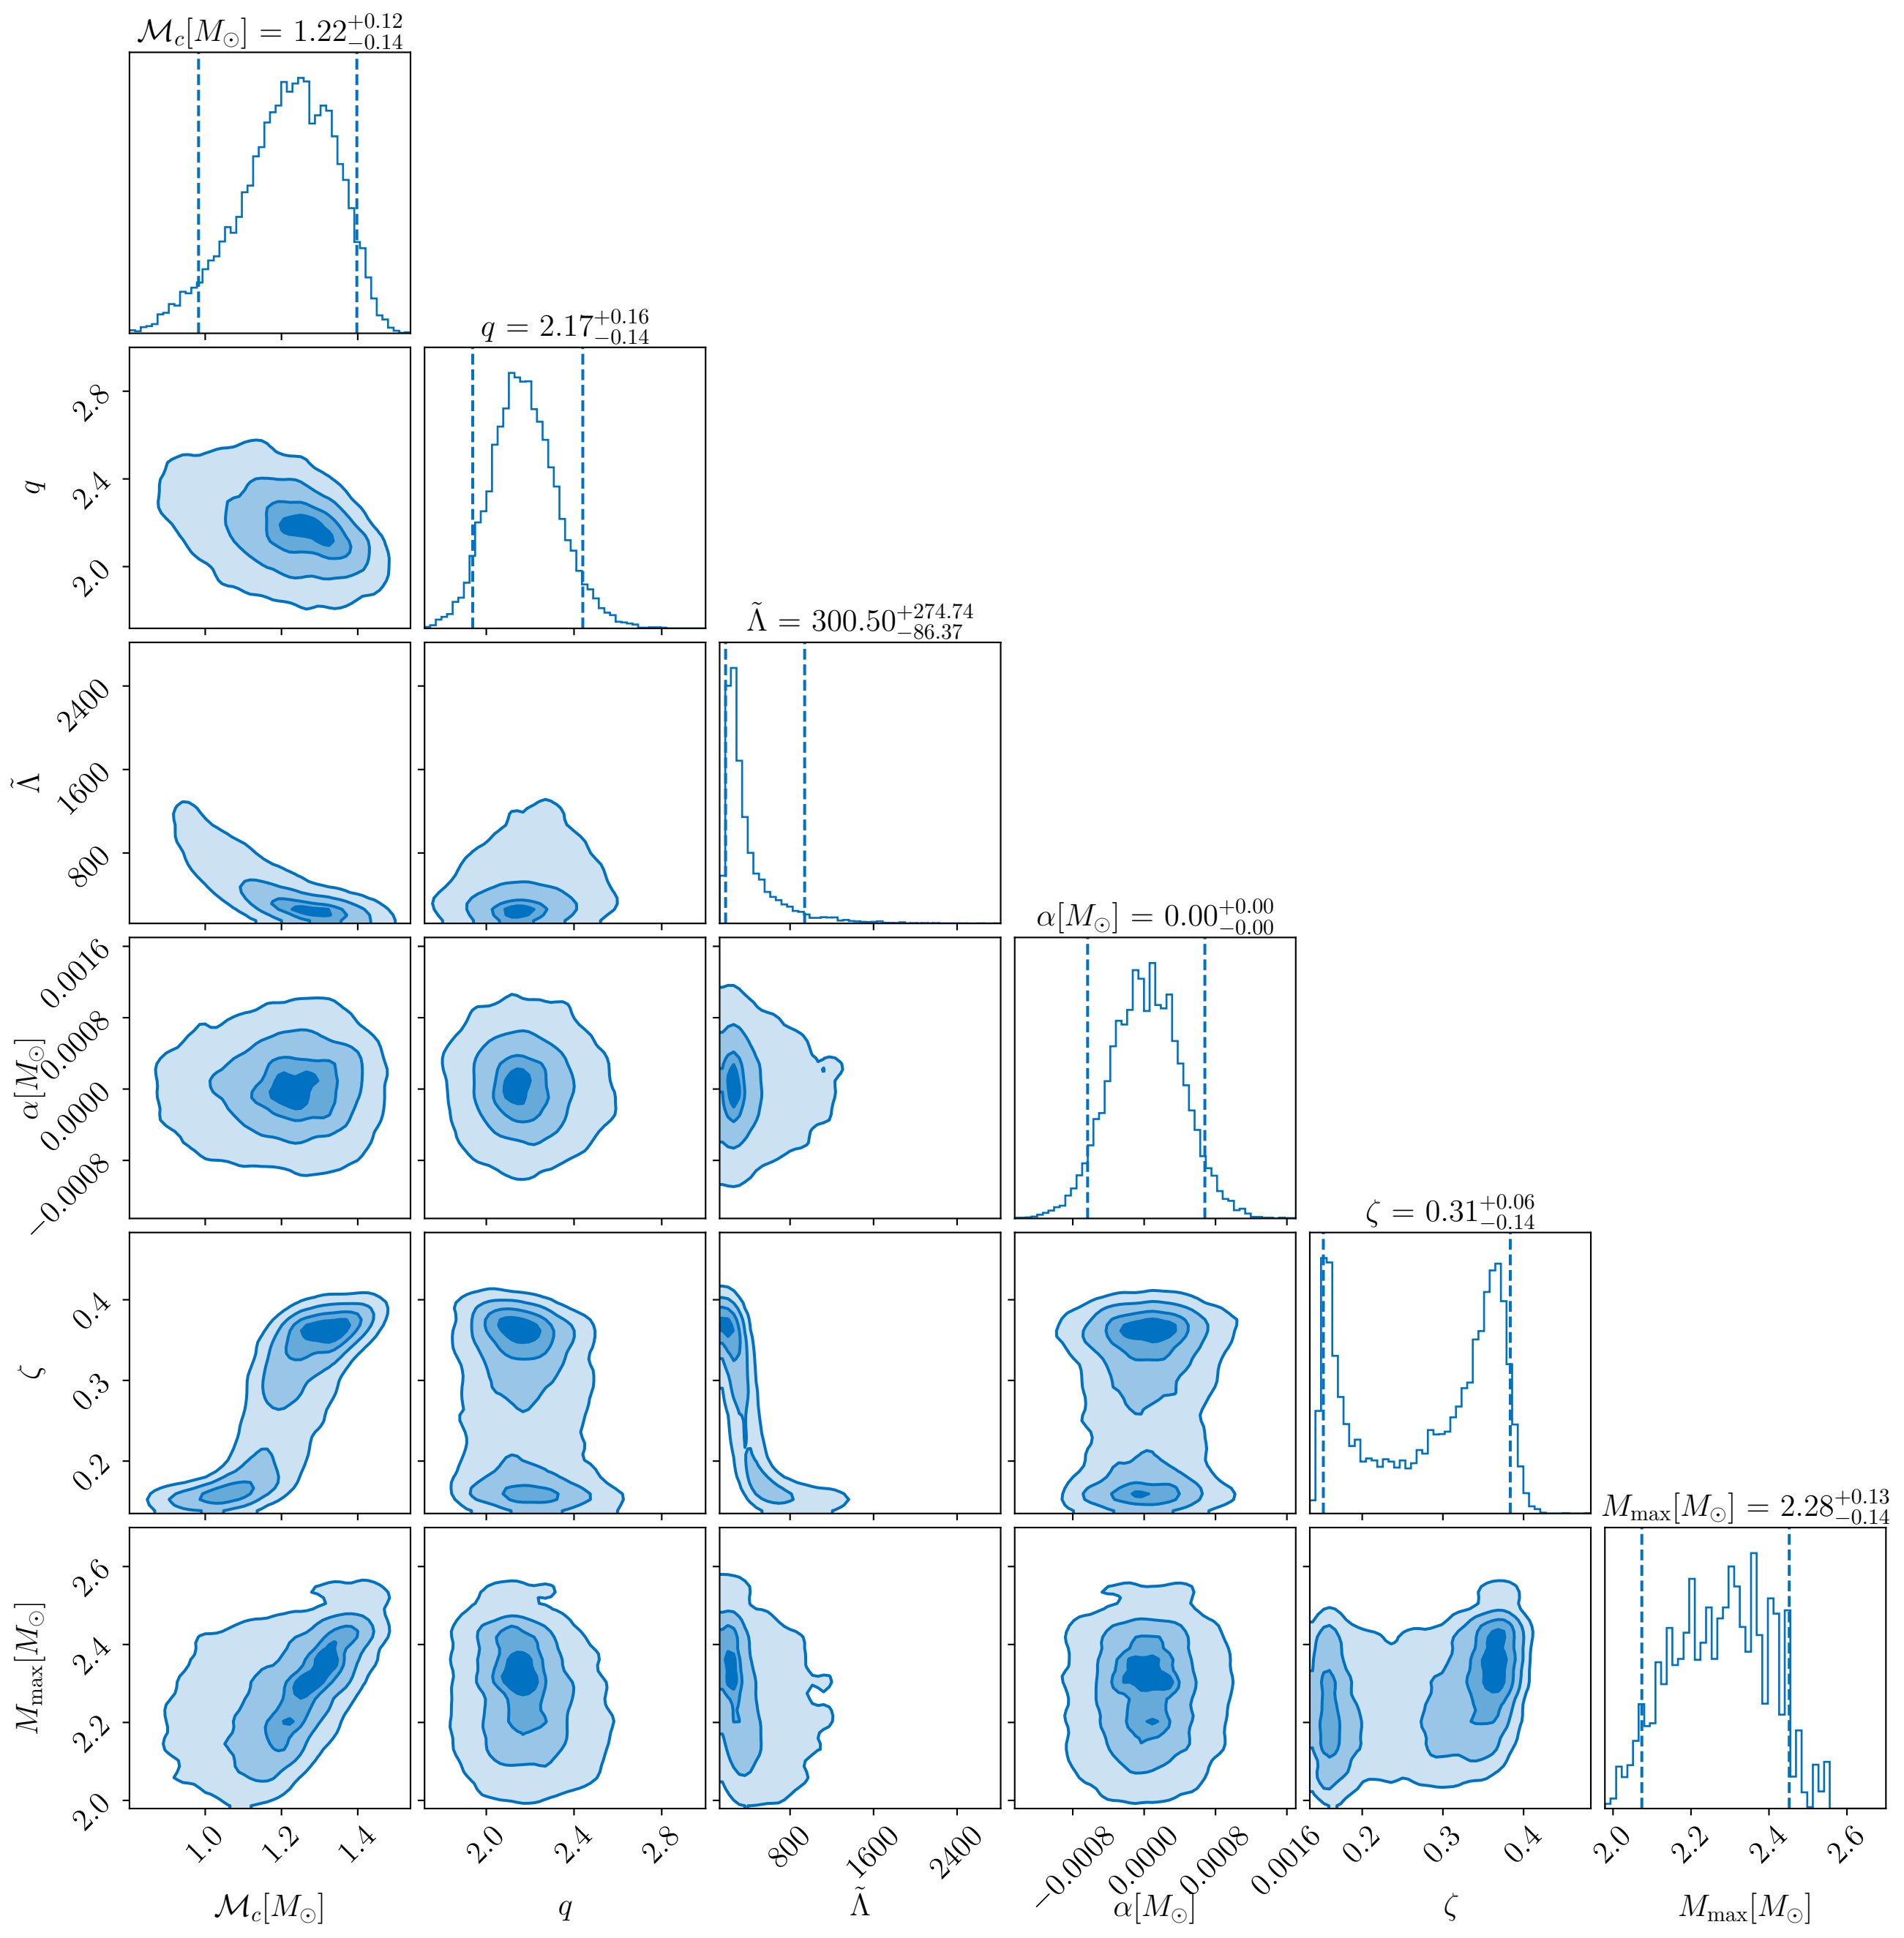 𝓜c[M⊙] = 1.22 +0.12 −0.14
q = 2.17 +0.16 −0.14
2.8
2.4
2.0
q
Λ̃ = 300.50 +274.74 −86.37
2400
1600
800
Λ̃
α[M⊙] = 0.00 +0.00 −0.00
0.0016
0.0008
0.0000
−0.0008
α[M⊙]
ζ = 0.31 +0.06 −0.14
0.4
0.3
0.2
ζ
Mmax[M⊙] = 2.28 +0.13 −0.14
2.6
2.4
2.2
2.0
Mmax[M⊙]
1.0 1.2 1.4 2.0 2.4 2.8 800 1600 2400 −0.0008 0.0000 0.0008 0.0016 0.2 0.3 0.4 2.0 2.2 2.4 2.6
𝓜c[M⊙] q Λ̃ α[M⊙] ζ Mmax[M⊙]